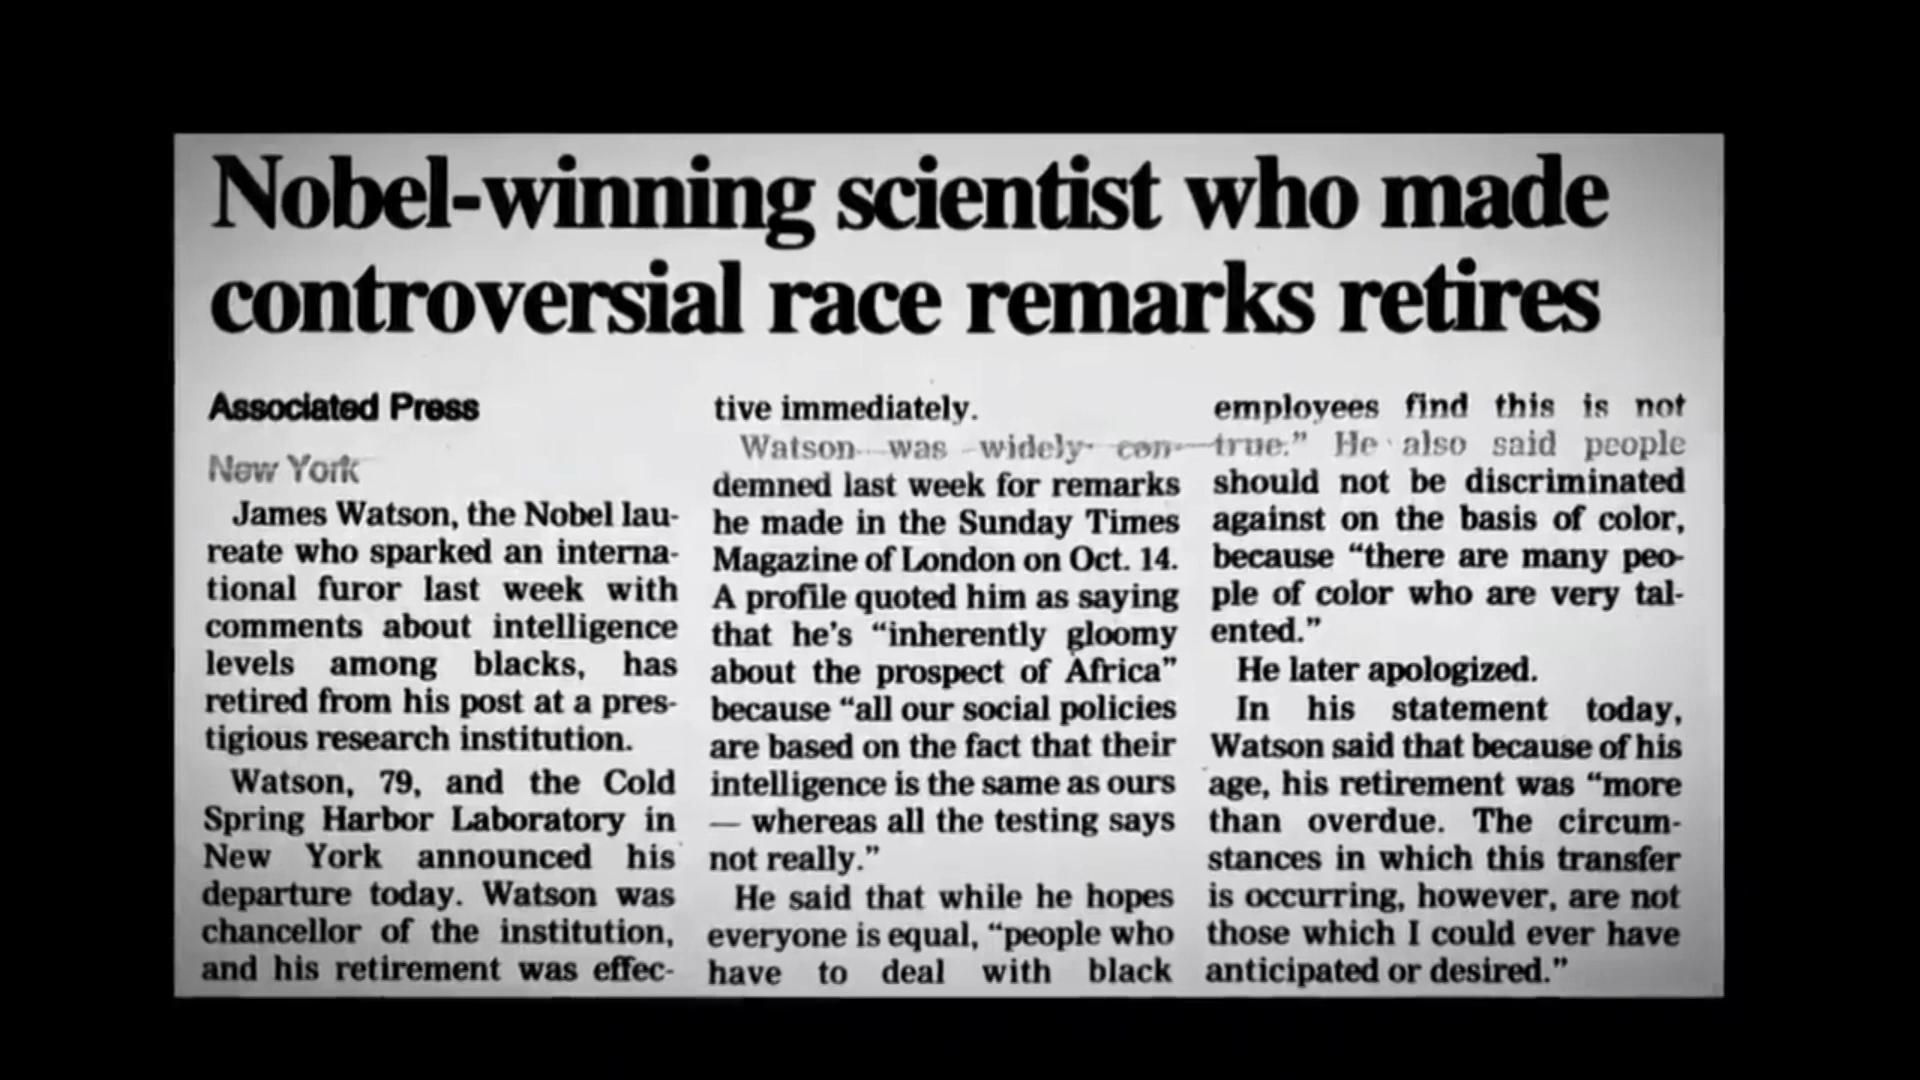 Nobel-winning scientist who made
controversial race remarks retires
Associated Press
New York
James Watson, the Nobel lau-
reate who sparked an interna-
tional furor last week with
comments about intelligence
levels among blacks, has
retired from his post at a pres-
tigious research institution.
Watson, 79, and the Cold
Spring Harbor Laboratory in
New York announced his
departure today. Watson was
chancellor of the institution,
and his retirement was effec-
tive immediately.
Watson was widely con-
demned last week for remarks
he made in the Sunday Times
Magazine of London on Oct. 14.
A profile quoted him as saying
that he's “inherently gloomy
about the prospect of Africa”
because “all our social policies
are based on the fact that their
intelligence is the same as ours
— whereas all the testing says
not really.”
He said that while he hopes
everyone is equal, “people who
have to deal with black
employees find this is not
true.” He also said people
should not be discriminated
against on the basis of color,
because “there are many peo-
ple of color who are very tal-
ented.”
He later apologized.
In his statement today,
Watson said that because of his
age, his retirement was “more
than overdue. The circum-
stances in which this transfer
is occurring, however, are not
those which I could ever have
anticipated or desired.”